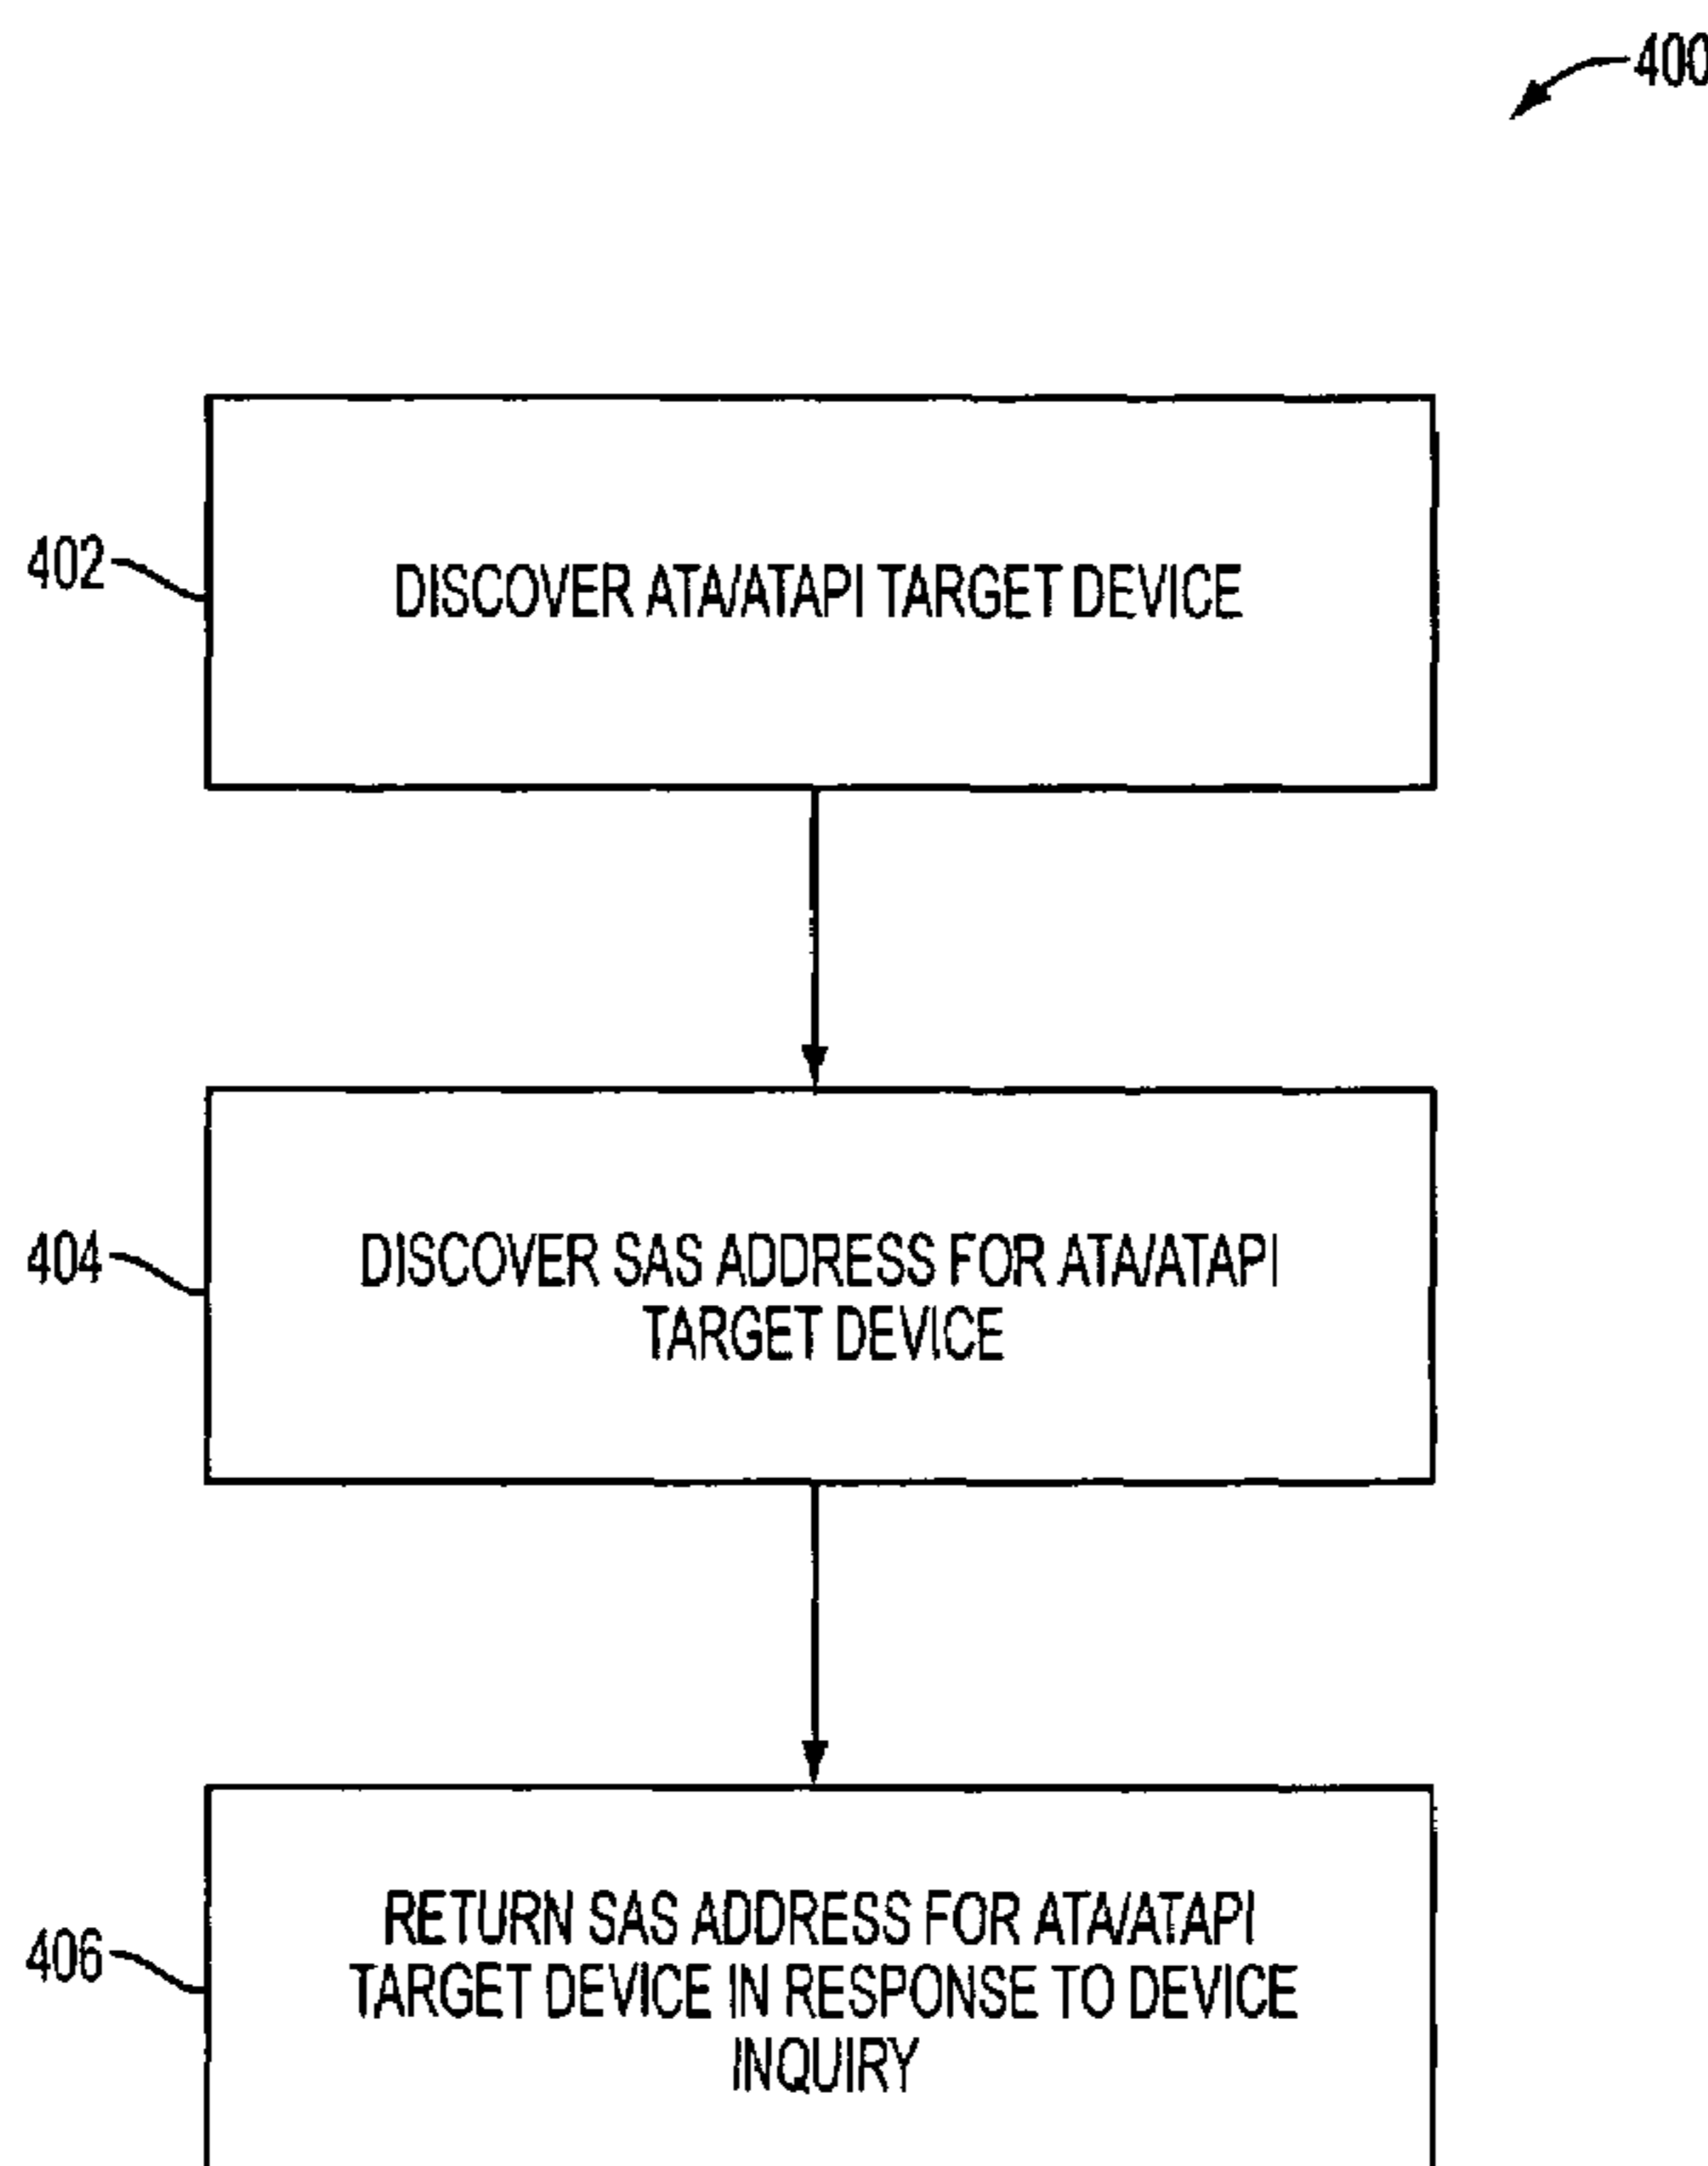 400
402
DISCOVER ATA/ATAPI TARGET DEVICE
404
DISCOVER SAS ADDRESS FOR ATA/ATAPI
TARGET DEVICE
406
RETURN SAS ADDRESS FOR ATA/ATAPI
TARGET DEVICE IN RESPONSE TO DEVICE
INQUIRY